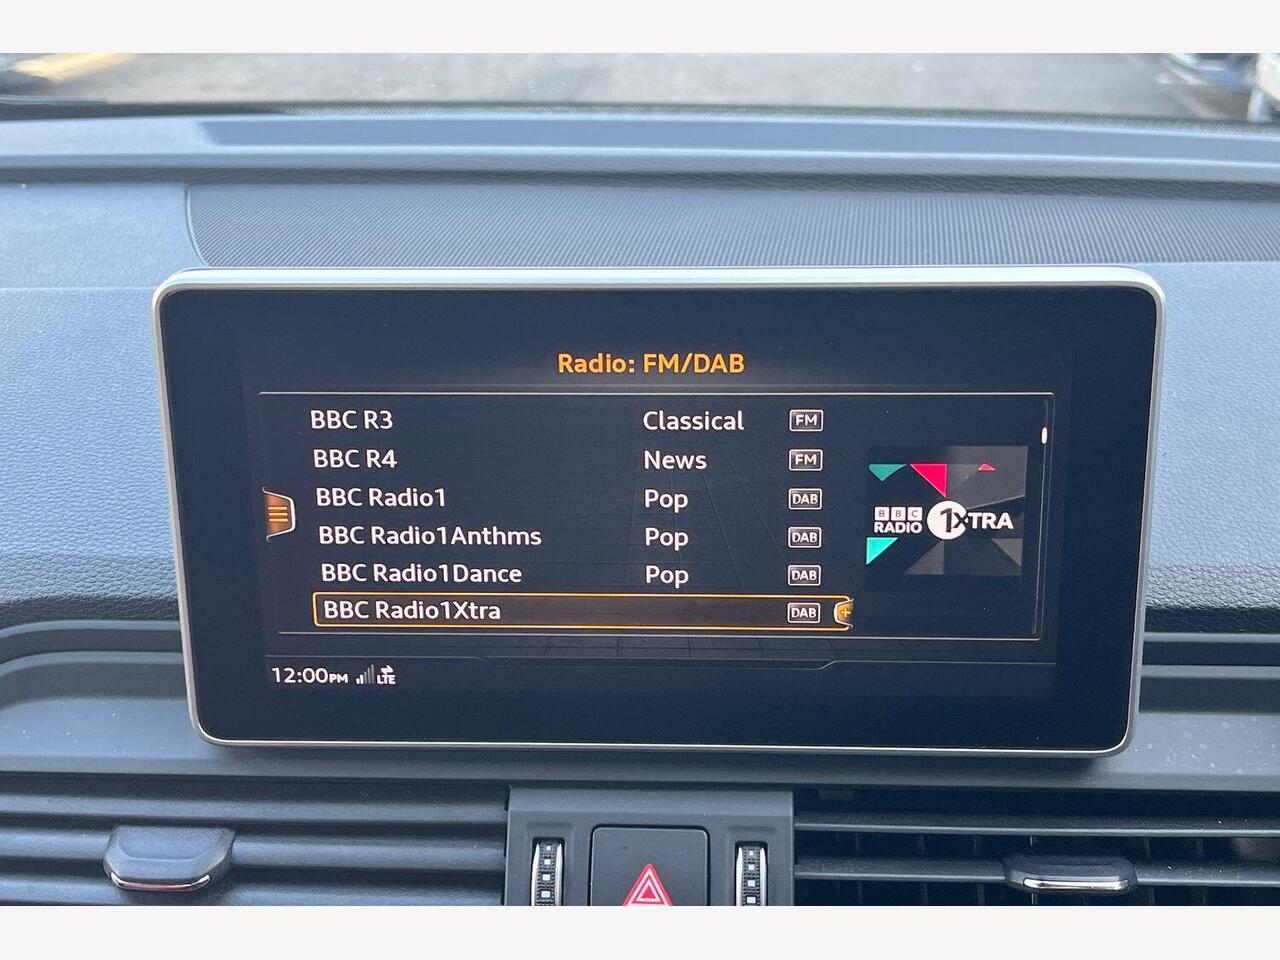 Radio: FM/DAB
BBC R3 Classical FM
BBC R4 News FM
BBC Radio1 Pop DAB
BBC Radio1Anthms Pop DAB
BBC Radio1Dance Pop DAB
BBC Radio1Xtra DAB
BBC
RADIO 1XTRA
12:00PM LTE